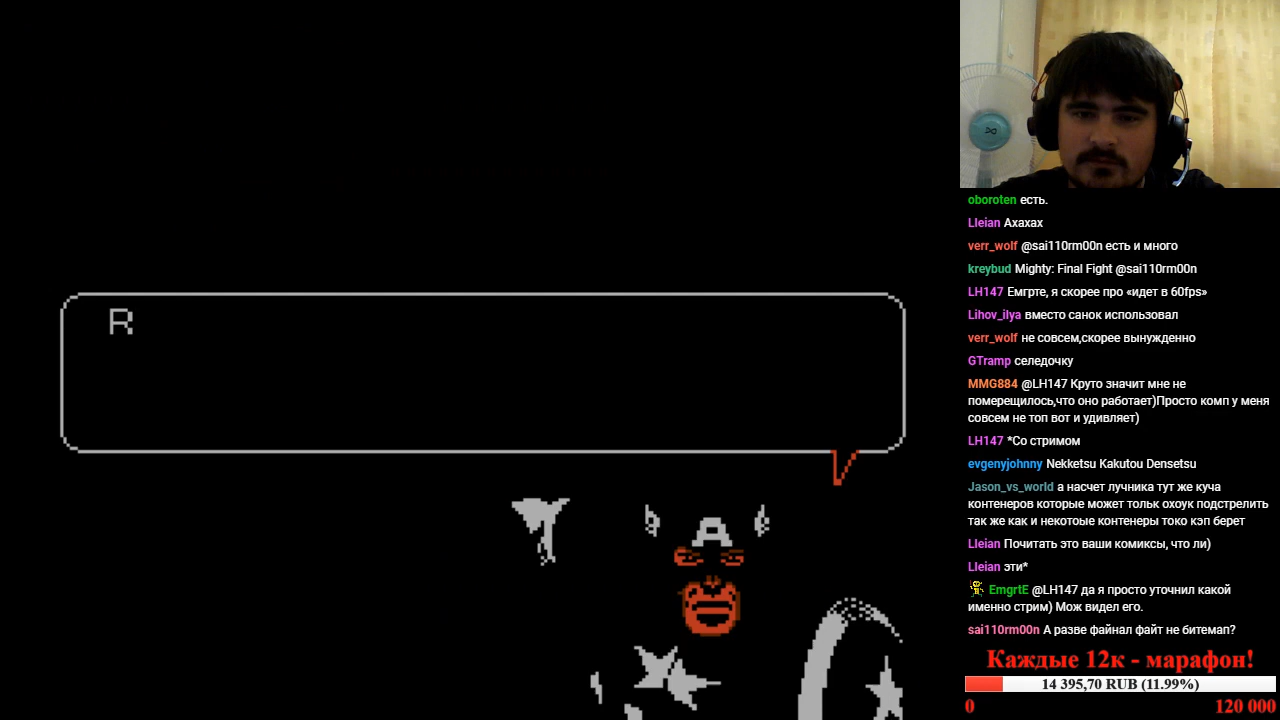 R
A
oboroten есть.
Lleian Ахахах
verr_wolf @sai110rm00n есть и много
kreybud Mighty: Final Fight @sai110rm00n
LH147 Емгрте, я скорее про «идет в 60fps»
Lihov_ilya вместо санок использовал
verr_wolf не совсем,скорее вынужденно
GTramp селедочку
MMG884 @LH147 Круто значит мне не
померещилось,что оно работает)Просто комп у меня
совсем не топ вот и удивляет)
LH147 *Со стримом
evgenyjohnny Nekketsu Kakutou Densetsu
Jason_vs_world а насчет лучника тут же куча
контенеров которые может тольк охоук подстрелить
так же как и некотоые контенеры токо кэп берет
Lleian Почитать это ваши комиксы, что ли)
Lleian эти*
EmgrtE @LH147 да я просто уточнил какой
именно стрим) Мож видел его.
sai110rm00n А разве файнал файт не битемап?
Каждые 12к - марафон!
14 395,70 RUB (11.99%)
0 120 000